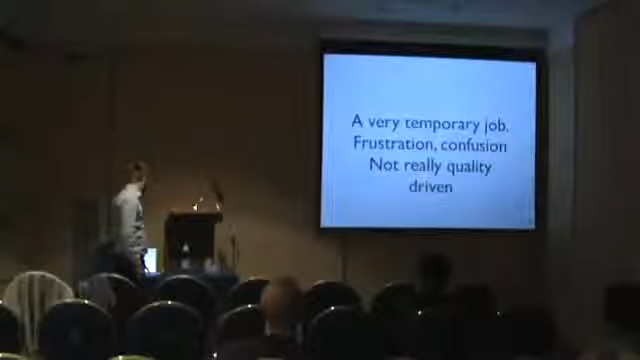 A very temporary job.
Frustration, confusion
Not really quality
driven